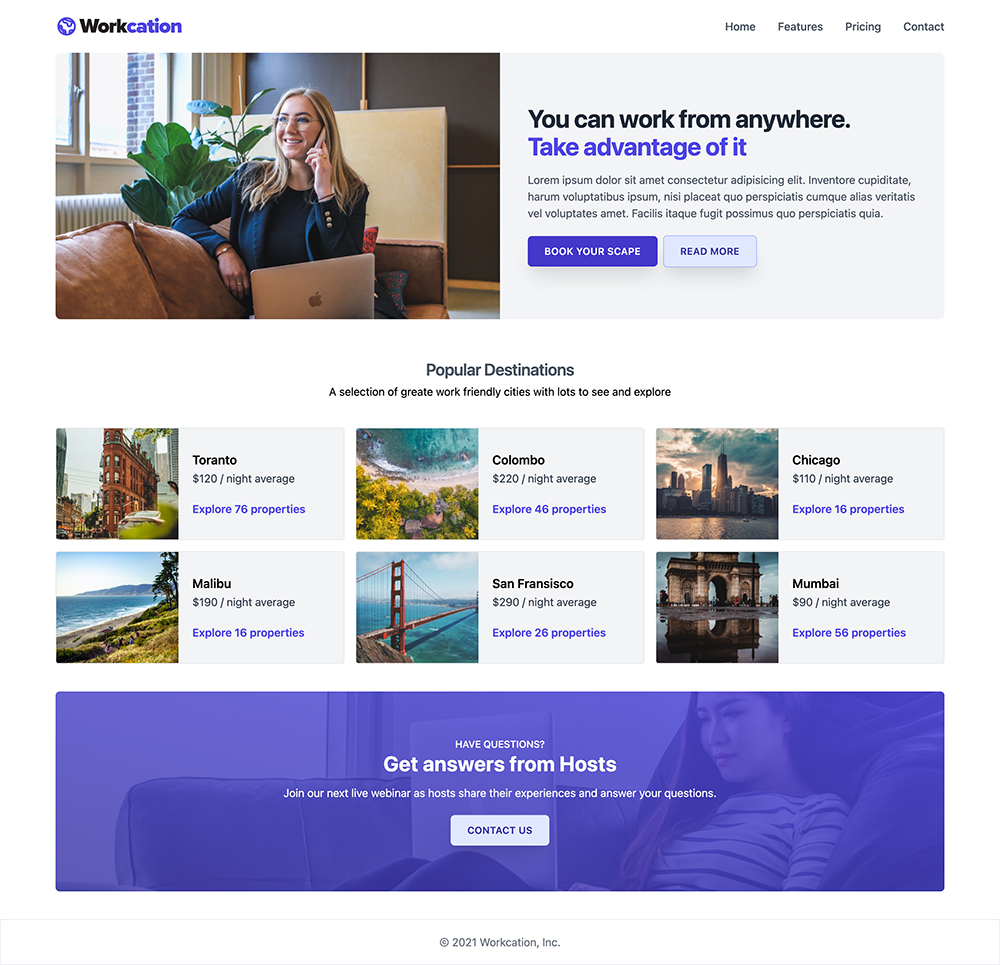 Workcation
Home Features Pricing Contact
You can work from anywhere.
Take advantage of it
Lorem ipsum dolor sit amet consectetur adipisicing elit. Inventore cupiditate,
harum voluptatibus ipsum, nisi placeat quo perspiciatis cumque alias veritatis
vel voluptates amet. Facilis itaque fugit possimus quo perspiciatis quia.
BOOK YOUR SCAPE READ MORE
Popular Destinations
A selection of greate work friendly cities with lots to see and explore
Toranto
$120 / night average
Explore 76 properties
Colombo
$220 / night average
Explore 46 properties
Chicago
$110 / night average
Explore 16 properties
Malibu
$190 / night average
Explore 16 properties
San Fransisco
$290 / night average
Explore 26 properties
Mumbai
$90 / night average
Explore 56 properties
HAVE QUESTIONS?
Get answers from Hosts
Join our next live webinar as hosts share their experiences and answer your questions.
CONTACT US
© 2021 Workcation, Inc.